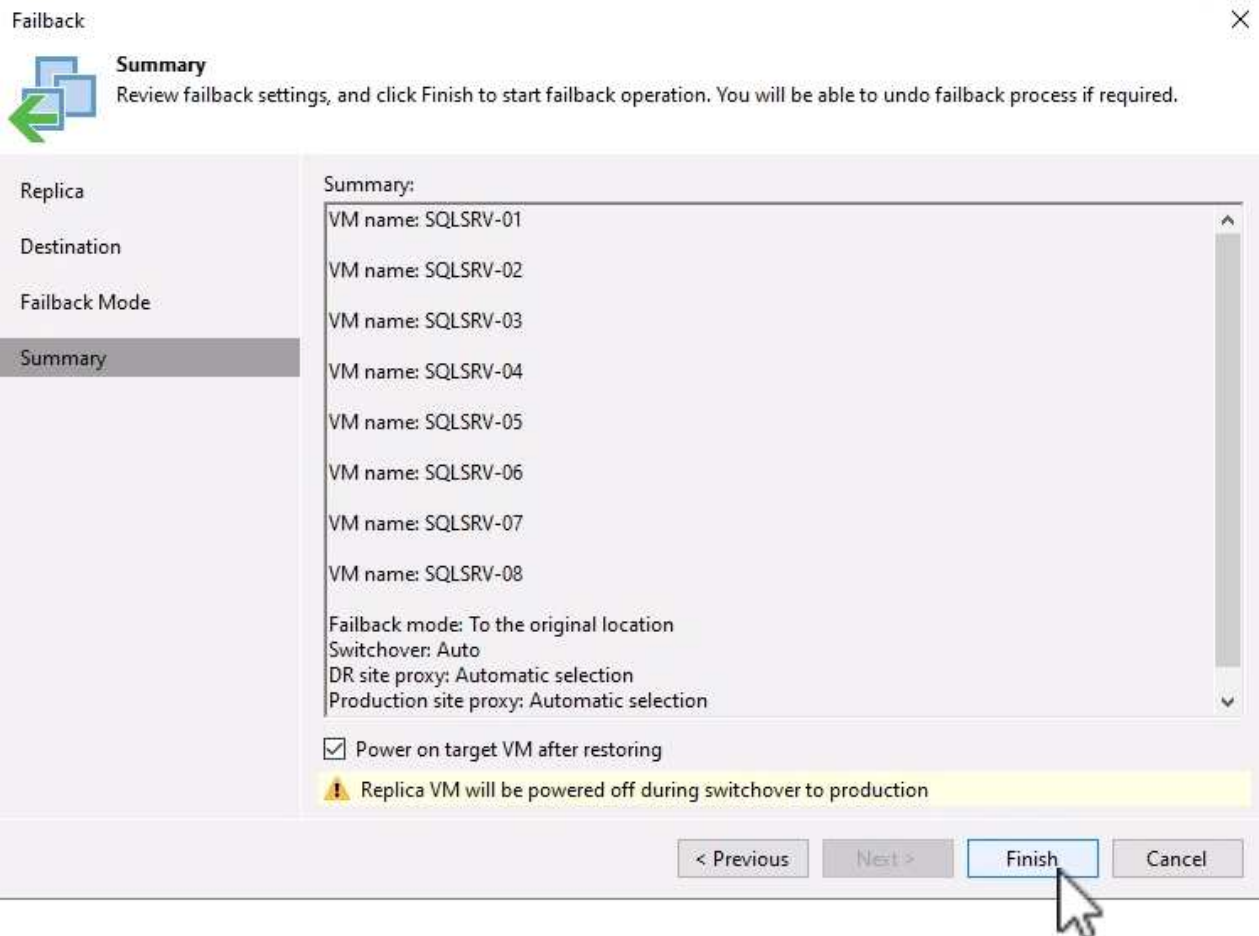 Failback
Summary
Review failback settings, and click Finish to start failback operation. You will be able to undo failback process if required.
Replica
Destination
Failback Mode
Summary
Summary:
VM name: SQLSRV-01
VM name: SQLSRV-02
VM name: SQLSRV-03
VM name: SQLSRV-04
VM name: SQLSRV-05
VM name: SQLSRV-06
VM name: SQLSRV-07
VM name: SQLSRV-08
Failback mode: To the original location
Switchover: Auto
DR site proxy: Automatic selection
Production site proxy: Automatic selection
Power on target VM after restoring
Replica VM will be powered off during switchover to production
< Previous
Next >
Finish
Cancel